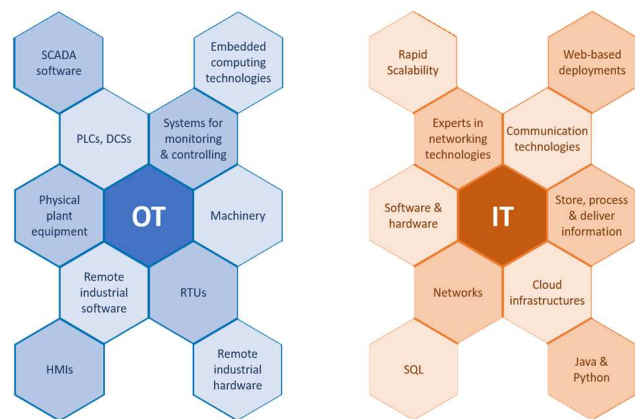 SCADA
software
Embedded
computing
technologies
PLCs, DCSs
Systems for
monitoring
& controlling
Physical
plant
equipment
OT
Machinery
Remote
industrial
software
RTUs
HMIs
Remote
industrial
hardware
Rapid
Scalability
Web-based
deployments
Experts in
networking
technologies
Communication
technologies
Software &
hardware
IT
Store, process
& deliver
information
Networks
Cloud
infrastructures
SQL
Java &
Python